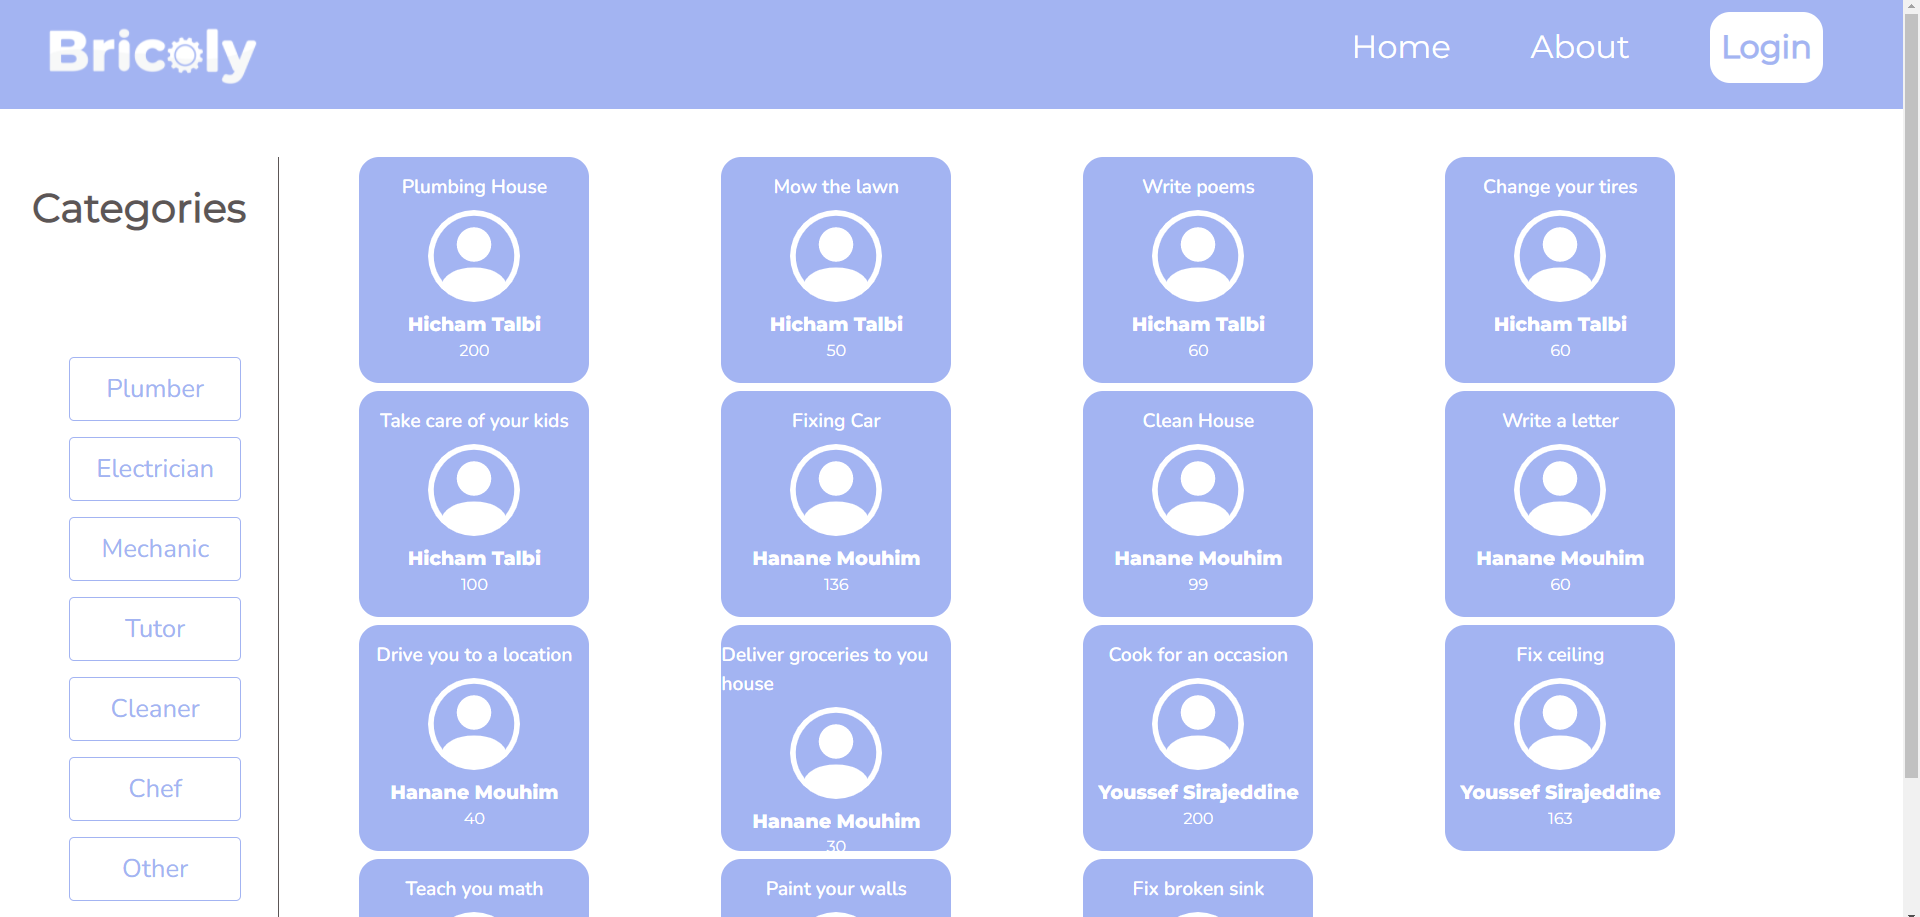 Bricoly
Home
About
Login
Categories
Plumber
Electrician
Mechanic
Tutor
Cleaner
Chef
Other
Plumbing House
Hicham Talbi
200
Mow the lawn
Hicham Talbi
50
Write poems
Hicham Talbi
60
Change your tires
Hicham Talbi
60
Take care of your kids
Hicham Talbi
100
Fixing Car
Hanane Mouhim
136
Clean House
Hanane Mouhim
99
Write a letter
Hanane Mouhim
60
Drive you to a location
Hanane Mouhim
40
Deliver groceries to you
house
Hanane Mouhim
30
Cook for an occasion
Youssef Sirajeddine
200
Fix ceiling
Youssef Sirajeddine
163
Teach you math
Paint your walls
Fix broken sink